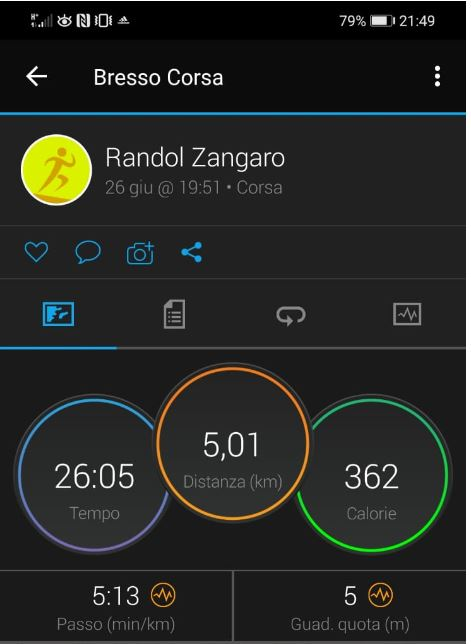 79% 21:49
Bresso Corsa
Randol Zangaro
26 giu @ 19:51 • Corsa
26:05
Tempo
5,01
Distanza (km)
362
Calorie
5:13
Passo (min/km)
5
Guad. quota (m)